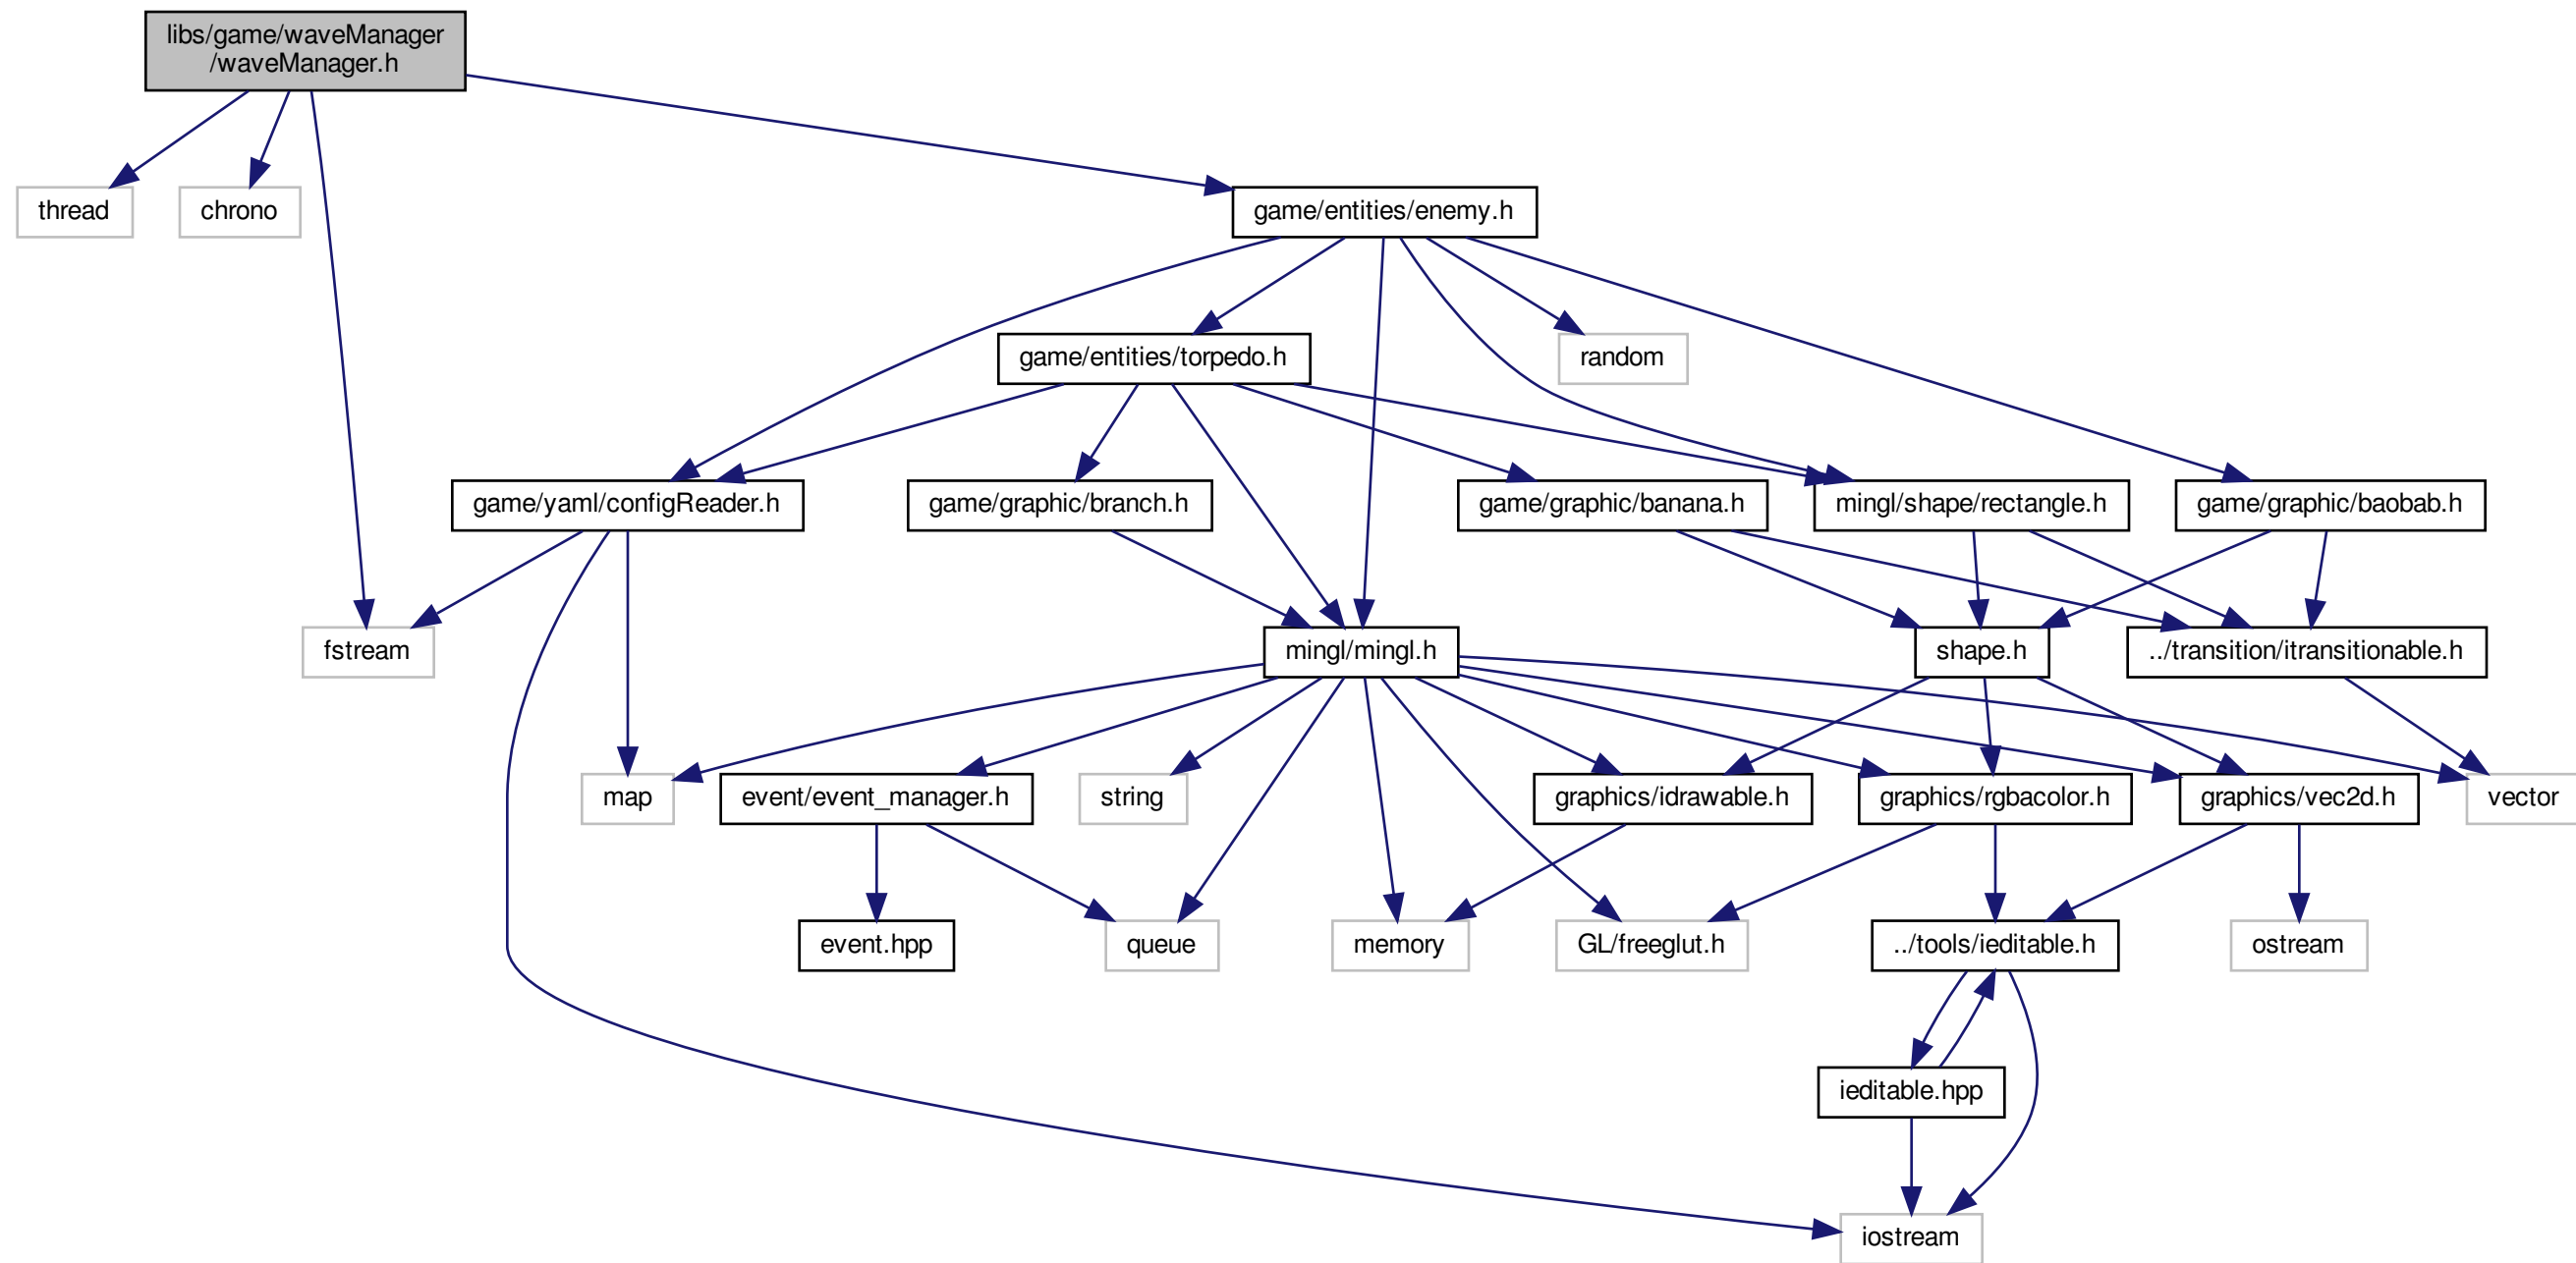 libs/game/waveManager
/waveManager.h
thread
chrono
game/entities/enemy.h
game/entities/torpedo.h
random
game/yaml/configReader.h
game/graphic/branch.h
game/graphic/banana.h
mingl/shape/rectangle.h
game/graphic/baobab.h
fstream
mingl/mingl.h
shape.h
../transition/itransitionable.h
map
event/event_manager.h
string
graphics/idrawable.h
graphics/rgbacolor.h
graphics/vec2d.h
vector
event.hpp
queue
memory
GL/freeglut.h
../tools/ieditable.h
ostream
ieditable.hpp
iostream